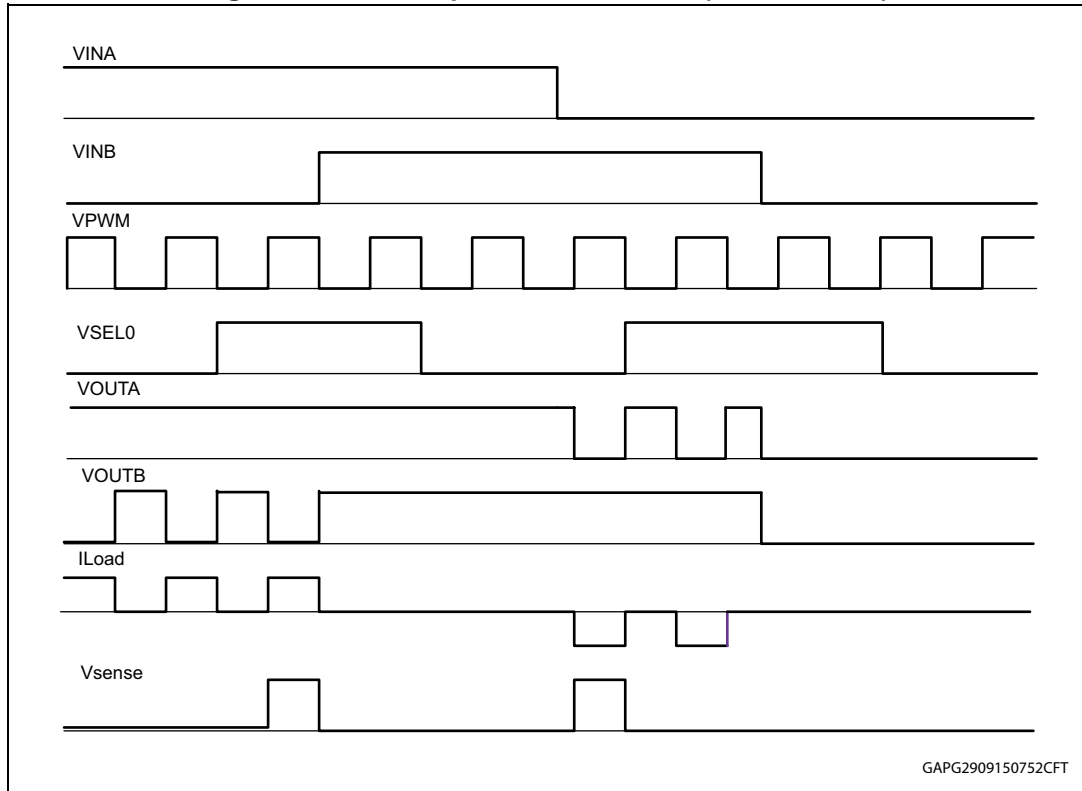 VINA
VINB
VPWM
VSEL0
VOUTA
VOUTB
ILoad
Vsense
GAPG2909150752CFT